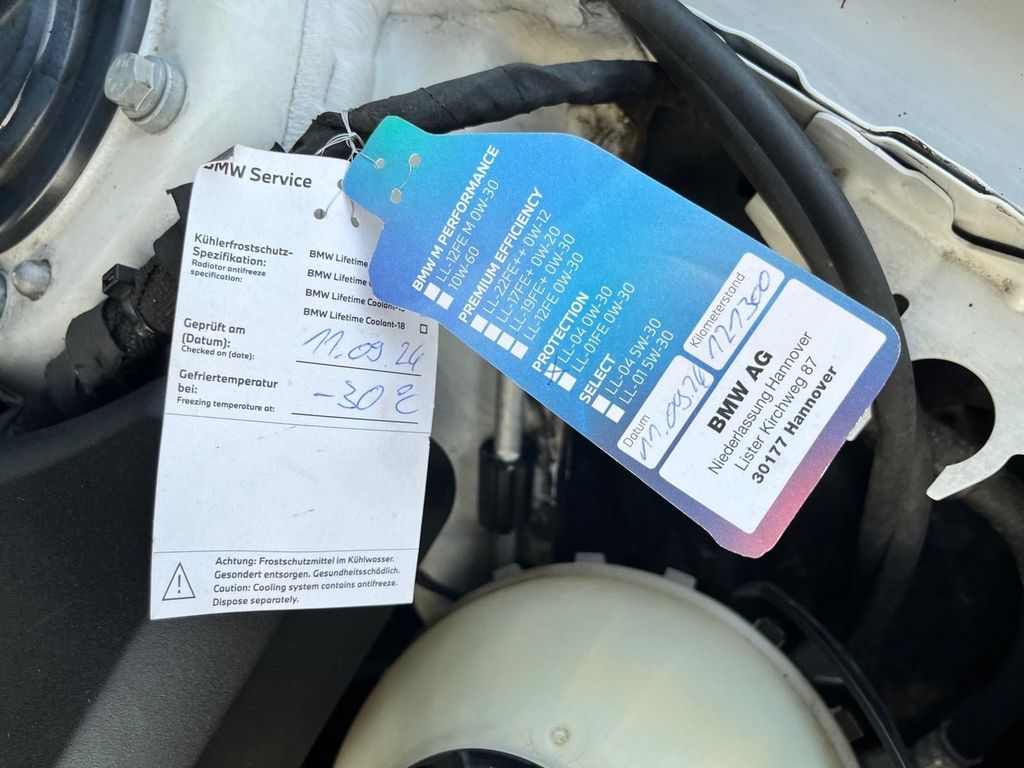 BMW Service
Kühlerfrostschutz-
Spezifikation:
Radiator antifreeze
specification:
BMW Lifetime
BMW Lifetime
BMW Lifetime
BMW Lifetime Coolant-18
Geprüft am
(Datum):
Checked on (date):
11.09.24
Gefriertemperatur
bei:
Freezing temperature at:
-30°C
Achtung: Frostschutzmittel im Kühlwasser.
Gesondert entsorgen. Gesundheitsschädlich.
Caution: Cooling system contains antifreeze.
Dispose separately.
BMW M PERFORMANCE
LL-12FE M 0W-30
10W-60
PREMIUM EFFICIENCY
LL-22FE++ 0W-12
LL-17FE+ 0W-20
LL-19FE+ 0W-30
LL-12FE 0W-30
PROTECTION
LL-04 0W-30
LL-01FE 0W-30
SELECT
LL-04 5W-30
LL-01 5W-30
Datum
11.09.24
Kilometerstand
121300
BMW AG
Niederlassung Hannover
Lister Kirchweg 87
30177 Hannover